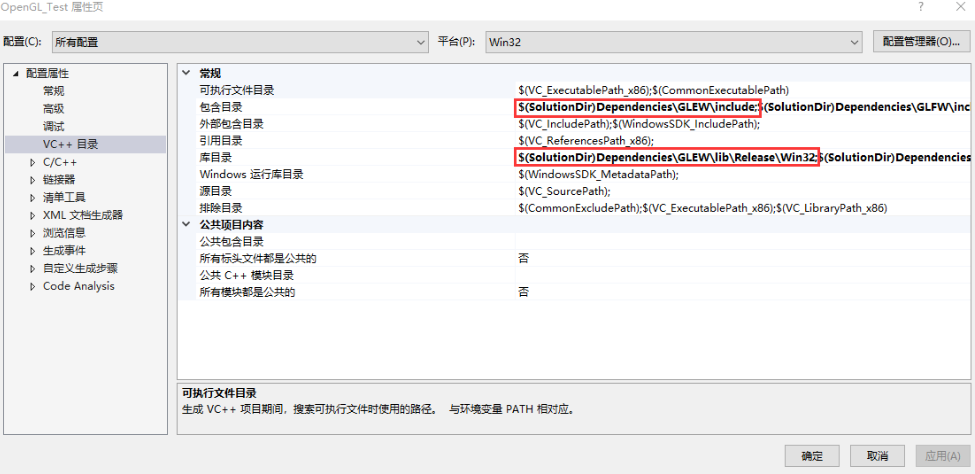 OpenGL_Test 属性页
配置(C): 所有配置 平台(P): Win32 配置管理器(O)...
配置属性
常规
高级
调试
VC++ 目录
C/C++
链接器
清单工具
XML 文档生成器
浏览信息
生成事件
自定义生成步骤
Code Analysis
常规
可执行文件目录 $(VC_ExecutablePath_x86);$(CommonExecutablePath)
包含目录 $(SolutionDir)Dependencies\GLEW\include;$(SolutionDir)Dependencies\GLFW\inc
外部包含目录 $(VC_IncludePath);$(WindowsSDK_IncludePath);
引用目录 $(VC_ReferencesPath_x86);
库目录 $(SolutionDir)Dependencies\GLEW\lib\Release\Win32;$(SolutionDir)Dependencies
Windows 运行库目录 $(WindowsSDK_MetadataPath);
源目录 $(VC_SourcePath);
排除目录 $(CommonExcludePath);$(VC_ExecutablePath_x86);$(VC_LibraryPath_x86)
公共项目内容
公共包含目录
所有标头文件都是公共的 否
公共 C++ 模块目录
所有模块都是公共的 否
可执行文件目录
生成 VC++ 项目期间，搜索可执行文件时使用的路径。 与环境变量 PATH 相对应。
确定 取消 应用(A)